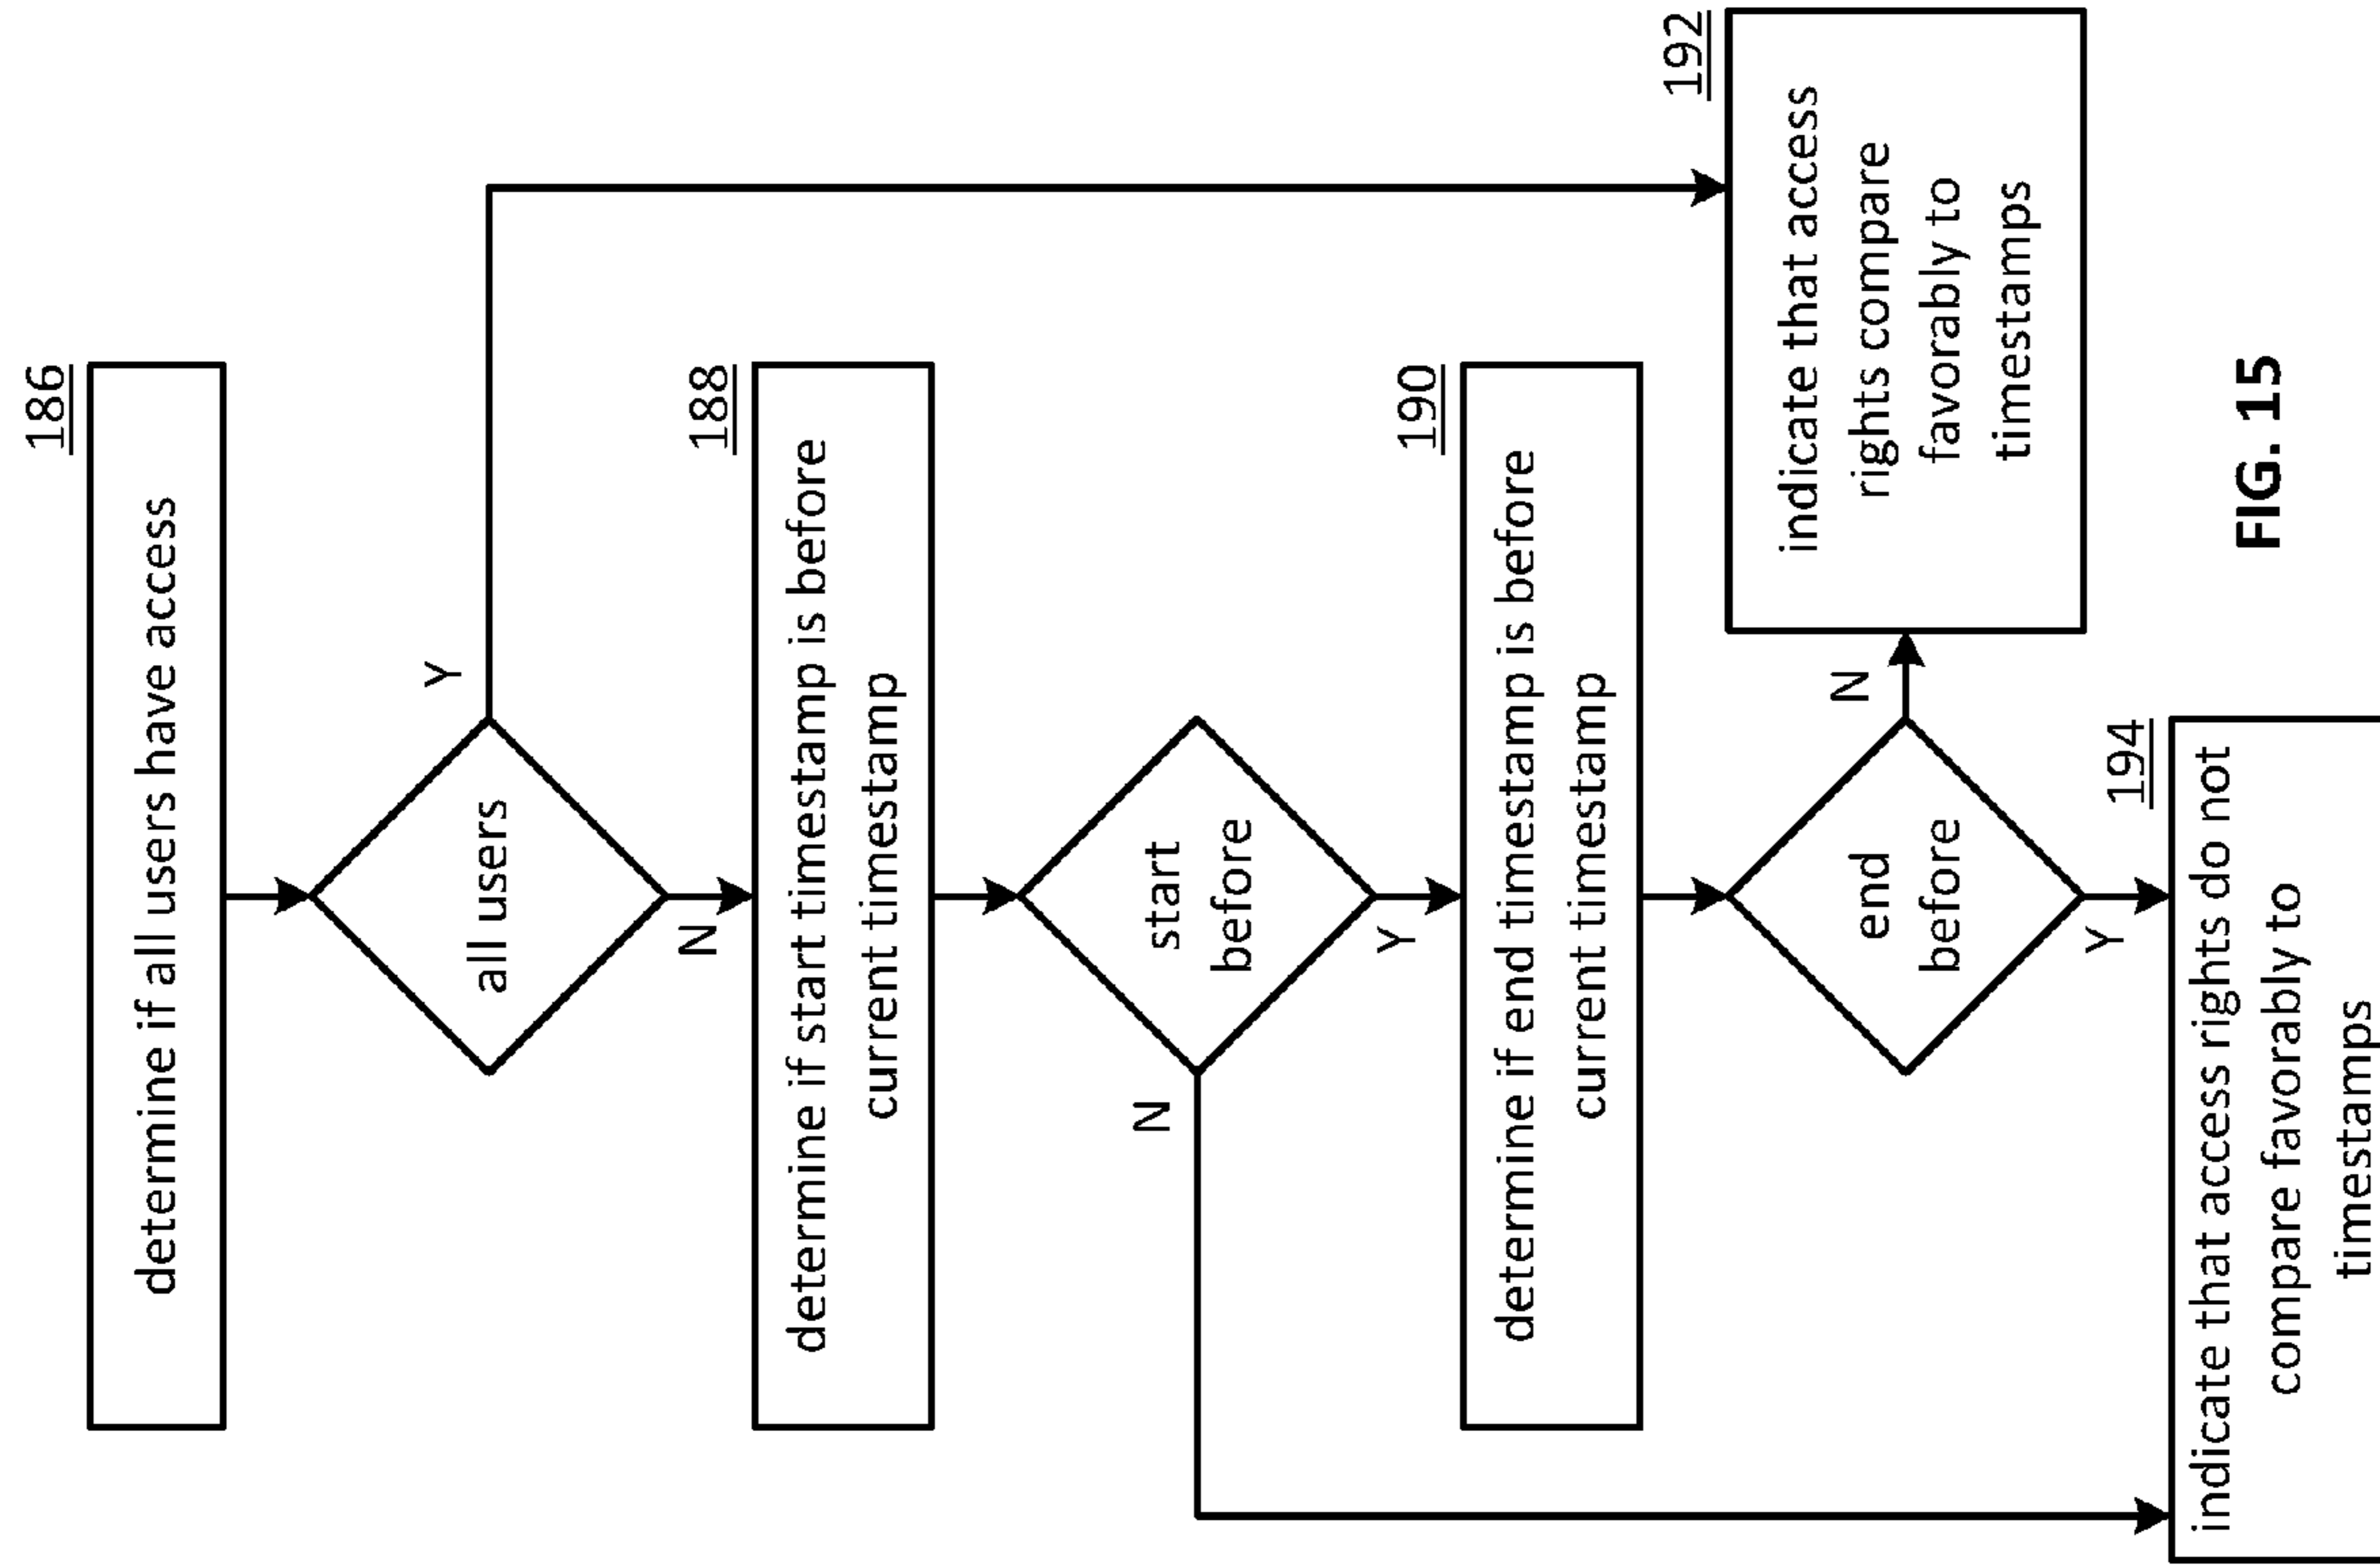 186
determine if all users have access
all users
Y
N
188
determine if start timestamp is before
current timestamp
start
before
N
Y
190
determine if end timestamp is before
current timestamp
end
before
N
Y
192
indicate that access
rights compare
favorably to
timestamps
194
indicate that access rights do not
compare favorably to
timestamps
FIG. 15